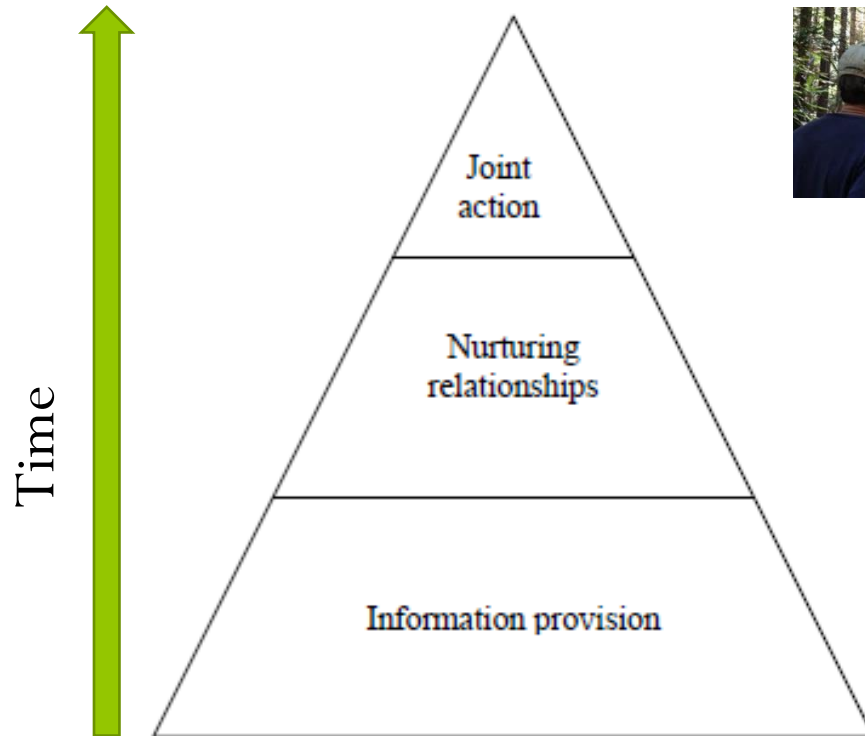 Joint
action
Nurturing
relationships
Time
Information provision